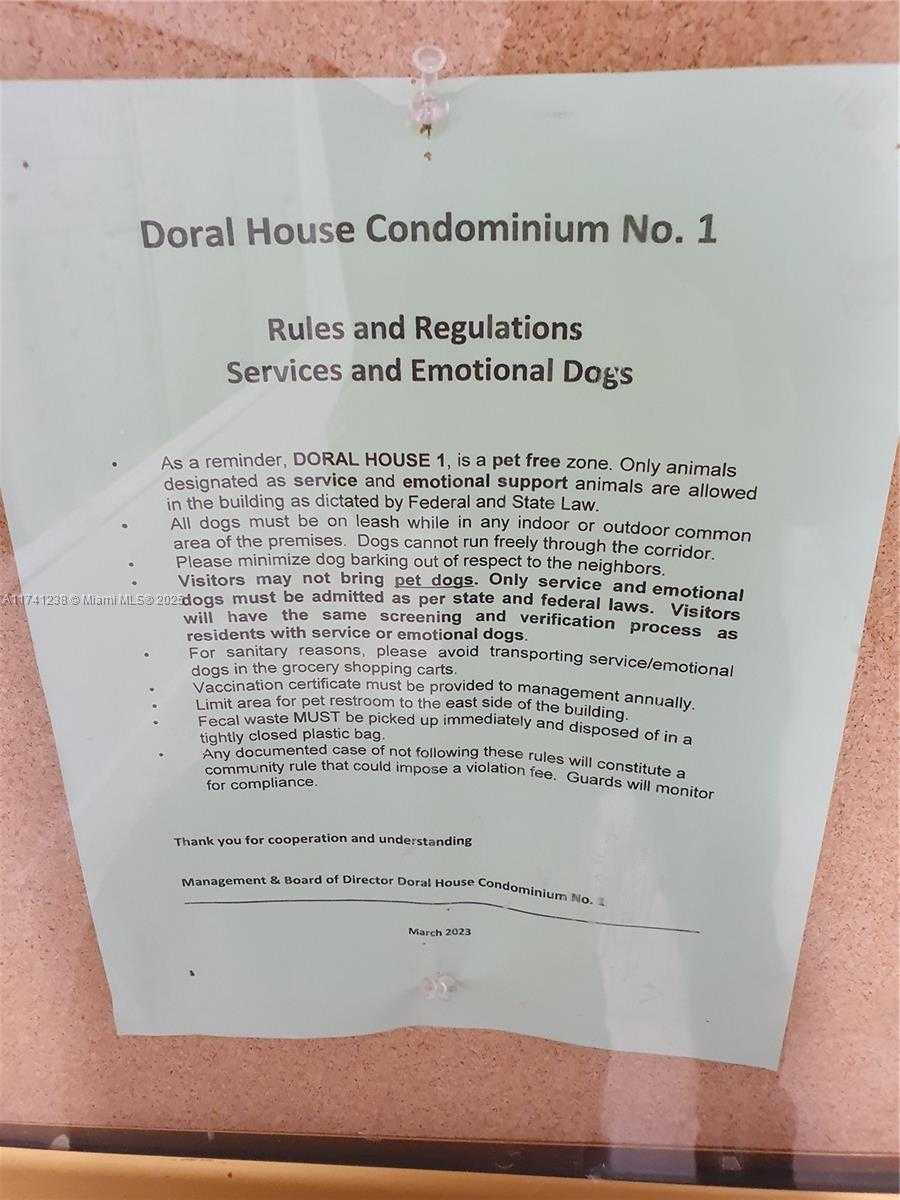 Doral House Condominium No. 1
Rules and Regulations
Services and Emotional Dogs
• As a reminder, DORAL HOUSE 1, is a pet free zone. Only animals
designated as service and emotional support animals are allowed
in the building as dictated by Federal and State Law.
• All dogs must be on leash while in any indoor or outdoor common
area of the premises. Dogs cannot run freely through the corridor.
• Please minimize dog barking out of respect to the neighbors.
• Visitors may not bring pet dogs. Only service and emotional
A11741238 © Miami MLS© 2025
dogs must be admitted as per state and federal laws. Visitors
will have the same screening and verification process as
residents with service or emotional dogs.
• For sanitary reasons, please avoid transporting service/emotional
dogs in the grocery shopping carts.
• Vaccination certificate must be provided to management annually.
• Limit area for pet restroom to the east side of the building.
• Fecal waste MUST be picked up immediately and disposed of in a
tightly closed plastic bag.
• Any documented case of not following these rules will constitute a
community rule that could impose a violation fee. Guards will monitor
for compliance.
Thank you for cooperation and understanding
Management & Board of Director Doral House Condominium No. 1
March 2023